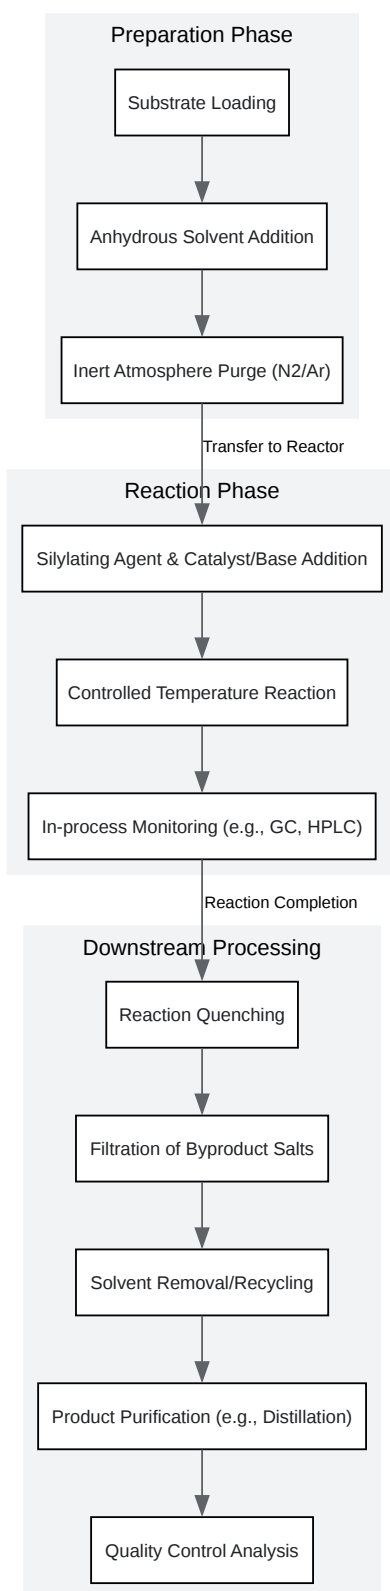 Preparation Phase
Substrate Loading
Anhydrous Solvent Addition
Inert Atmosphere Purge (N2/Ar)
Transfer to Reactor
Reaction Phase
Silylating Agent & Catalyst/Base Addition
Controlled Temperature Reaction
In-process Monitoring (e.g., GC, HPLC)
Reaction Completion
Downstream Processing
Reaction Quenching
Filtration of Byproduct Salts
Solvent Removal/Recycling
Product Purification (e.g., Distillation)
Quality Control Analysis